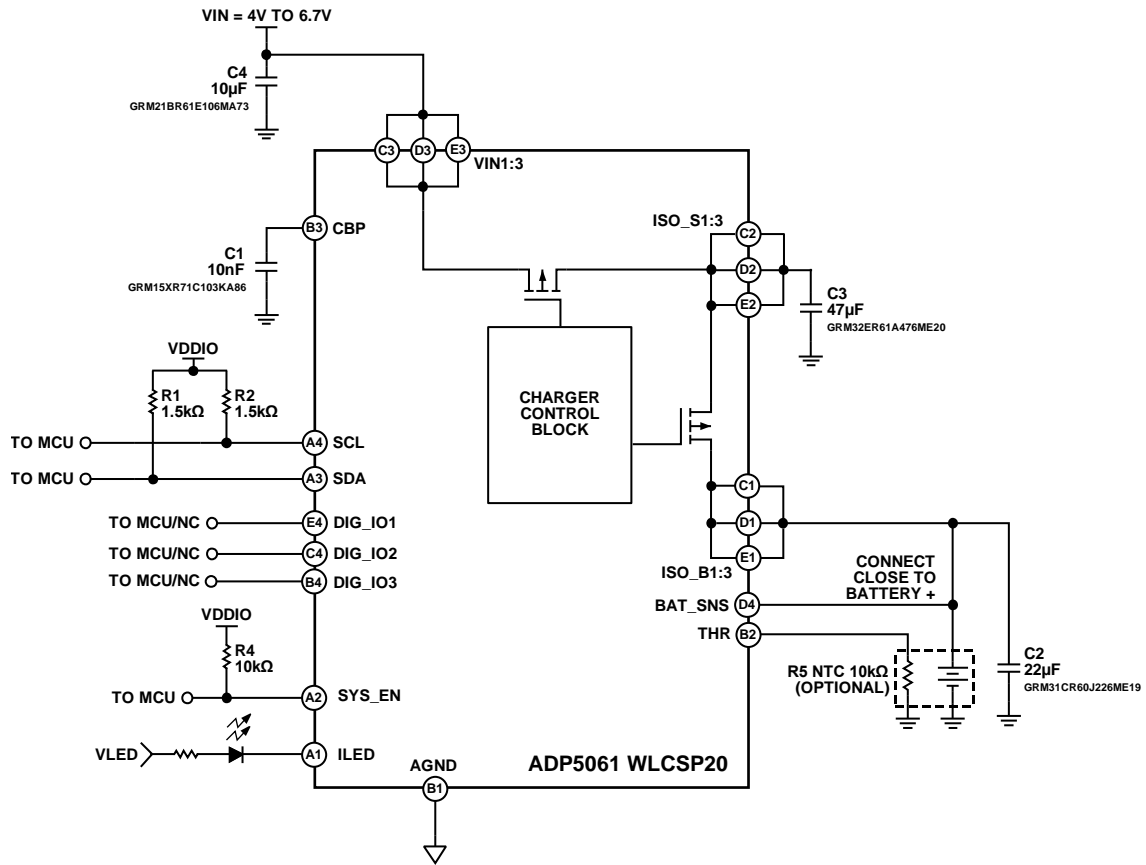 VIN = 4V TO 6.7V
C4
10µF
GRM21BR61E106MA73
C3
D3
E3
VIN1:3
B3
CBP
C1
10nF
GRM15XR71C103KA86
ISO_S1:3
C2
D2
E2
C3
47µF
GRM32ER61A476ME20
VDDIO
R1
1.5kΩ
R2
1.5kΩ
CHARGER
CONTROL
BLOCK
TO MCU
A4
SCL
TO MCU
A3
SDA
TO MCU/NC
E4
DIG_IO1
TO MCU/NC
C4
DIG_IO2
TO MCU/NC
B4
DIG_IO3
C1
D1
E1
ISO_B1:3
CONNECT
CLOSE TO
BATTERY +
BAT_SNS
D4
THR
B2
VDDIO
R4
10kΩ
R5 NTC 10kΩ
(OPTIONAL)
C2
22µF
GRM31CR60J226ME19
TO MCU
A2
SYS_EN
VLED
A1
ILED
AGND
B1
ADP5061 WLCSP20